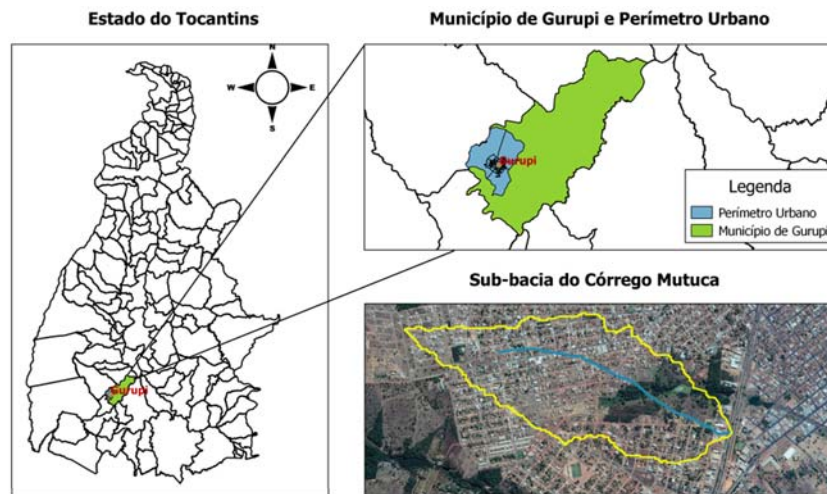 Estado do Tocantins
N
W
E
S
Gurupi
Município de Gurupi e Perímetro Urbano
Gurupi
Legenda
Perímetro Urbano
Município de Gurupi
Sub-bacia do Córrego Mutuca